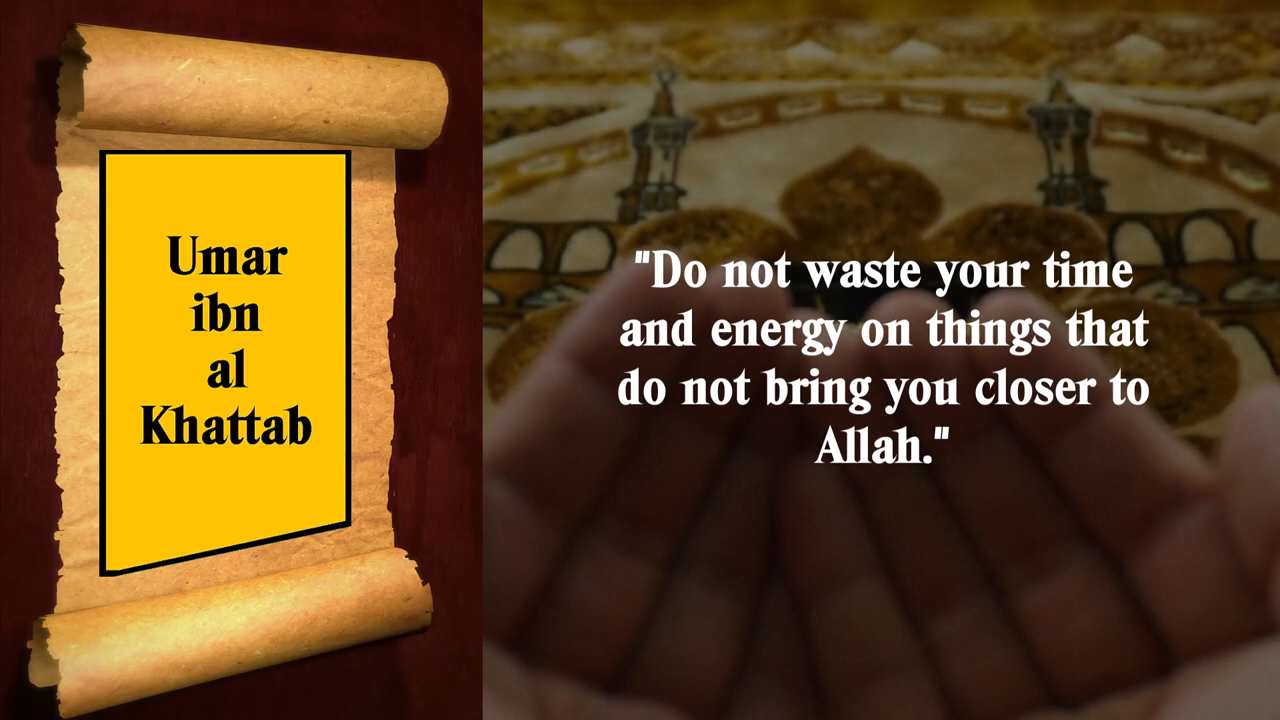 Umar
ibn
al
Khattab
"Do not waste your time
and energy on things that
do not bring you closer to
Allah."